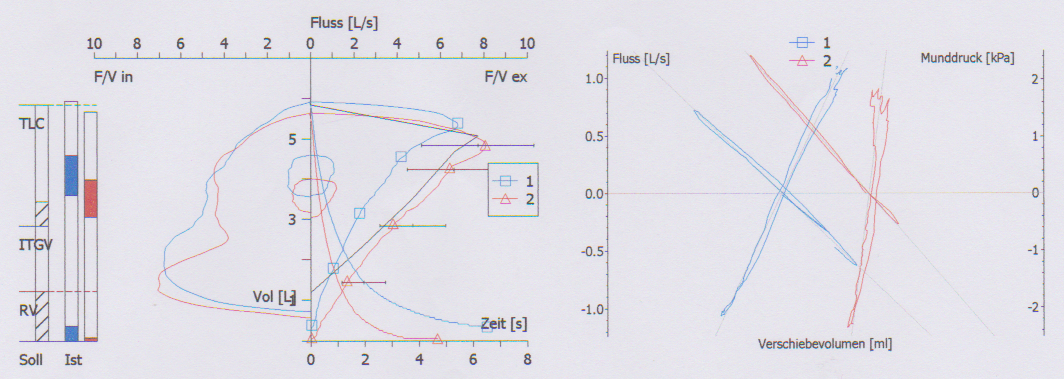 Fluss [L/s]
10 8 6 4 2 0 2 4 6 8 10
F/V in F/V ex
TLC
ITGV
RV
Soll Ist
5
3
1
Vol [L]
Zeit [s]
0 2 4 6 8
1
2
1
2
Fluss [L/s]
Munddruck [kPa]
1.0
0.5
0.0
-0.5
-1.0
2
1
0
-1
-2
Verschiebevolumen [ml]